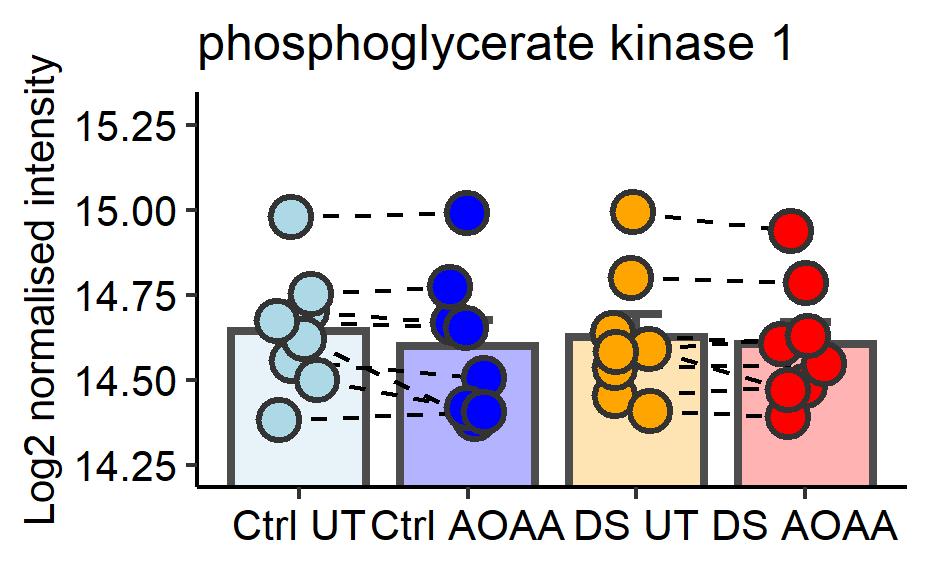 phosphoglycerate kinase 1
Log2 normalised intensity
15.25
15.00
14.75
14.50
14.25
Ctrl UT Ctrl AOAA DS UT DS AOAA